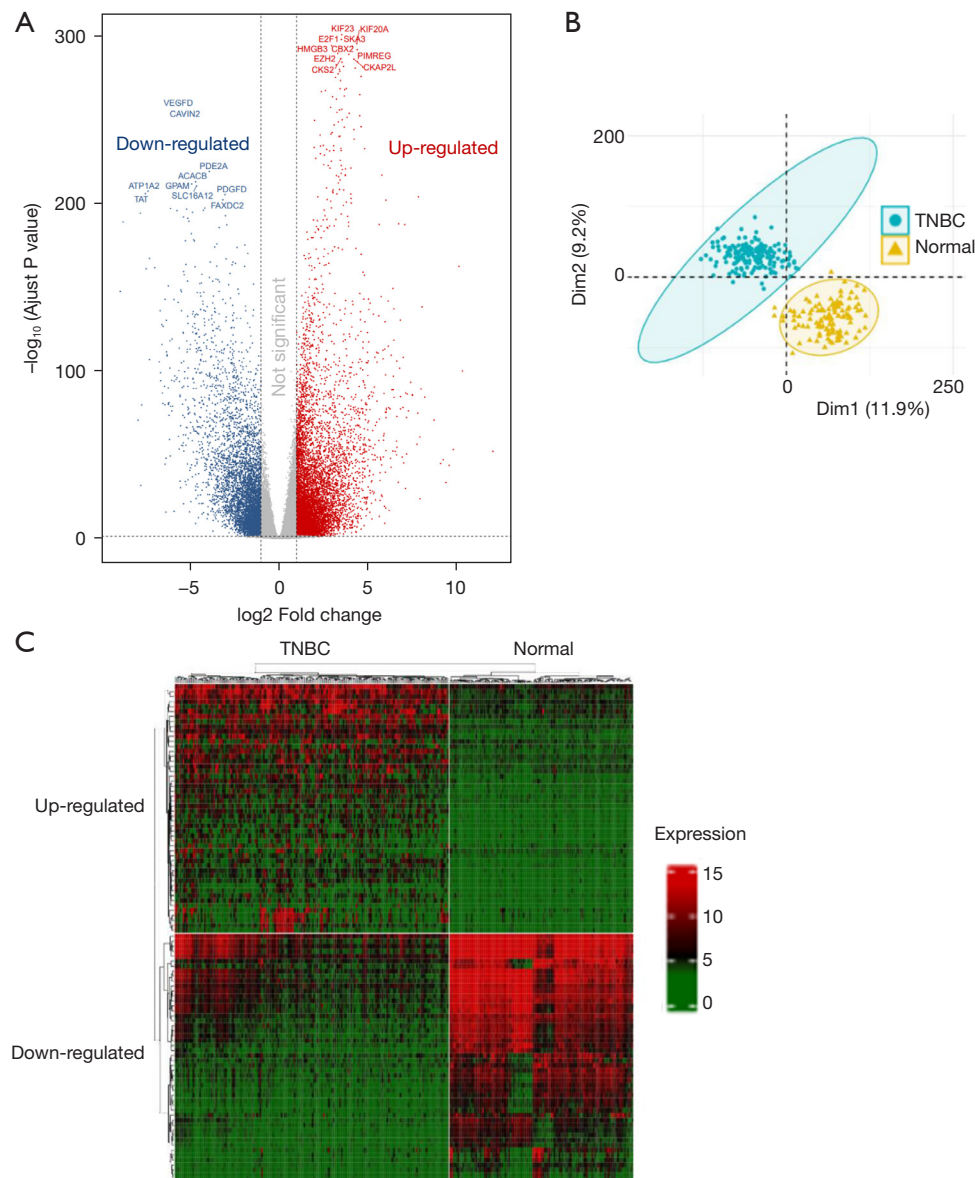 A
300
200
100
0
–log₁₀ (Ajust P value)
KIF23 KIF20A
E2F1 SKA3
HMGB3 CBX2
PIMREG
EZH2
CKAP2L
CKS2
VEGFD
CAVIN2
Down-regulated
Up-regulated
PDE2A
ACACB
ATP1A2 GPAM PDGFD
TAT SLC16A12
FAXDC2
Not significant
–5 0 5 10
log2 Fold change
B
200
0
Dim2 (9.2%)
TNBC
Normal
0 250
Dim1 (11.9%)
C
TNBC Normal
Up-regulated
Down-regulated
Expression
15
10
5
0